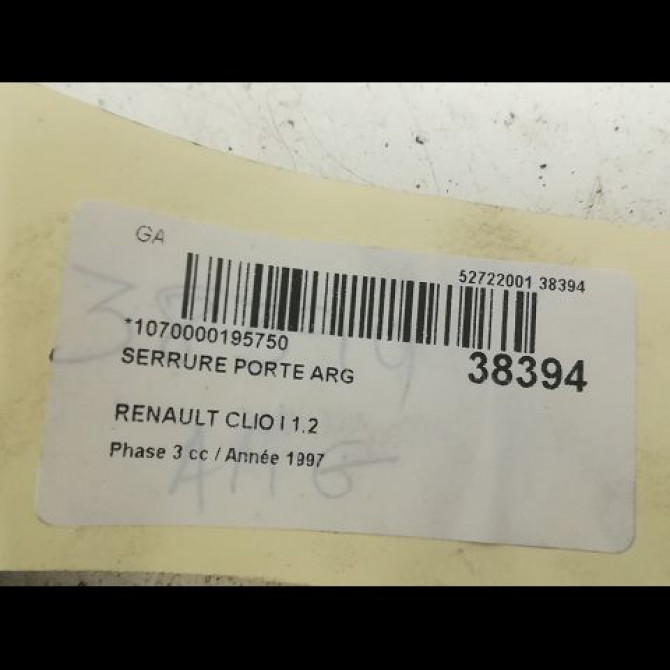 GA
52722001 38394
*1070000195750
38394
SERRURE PORTE ARG
RENAULT CLIO I 1.2
Phase 3 cc / Année 1997